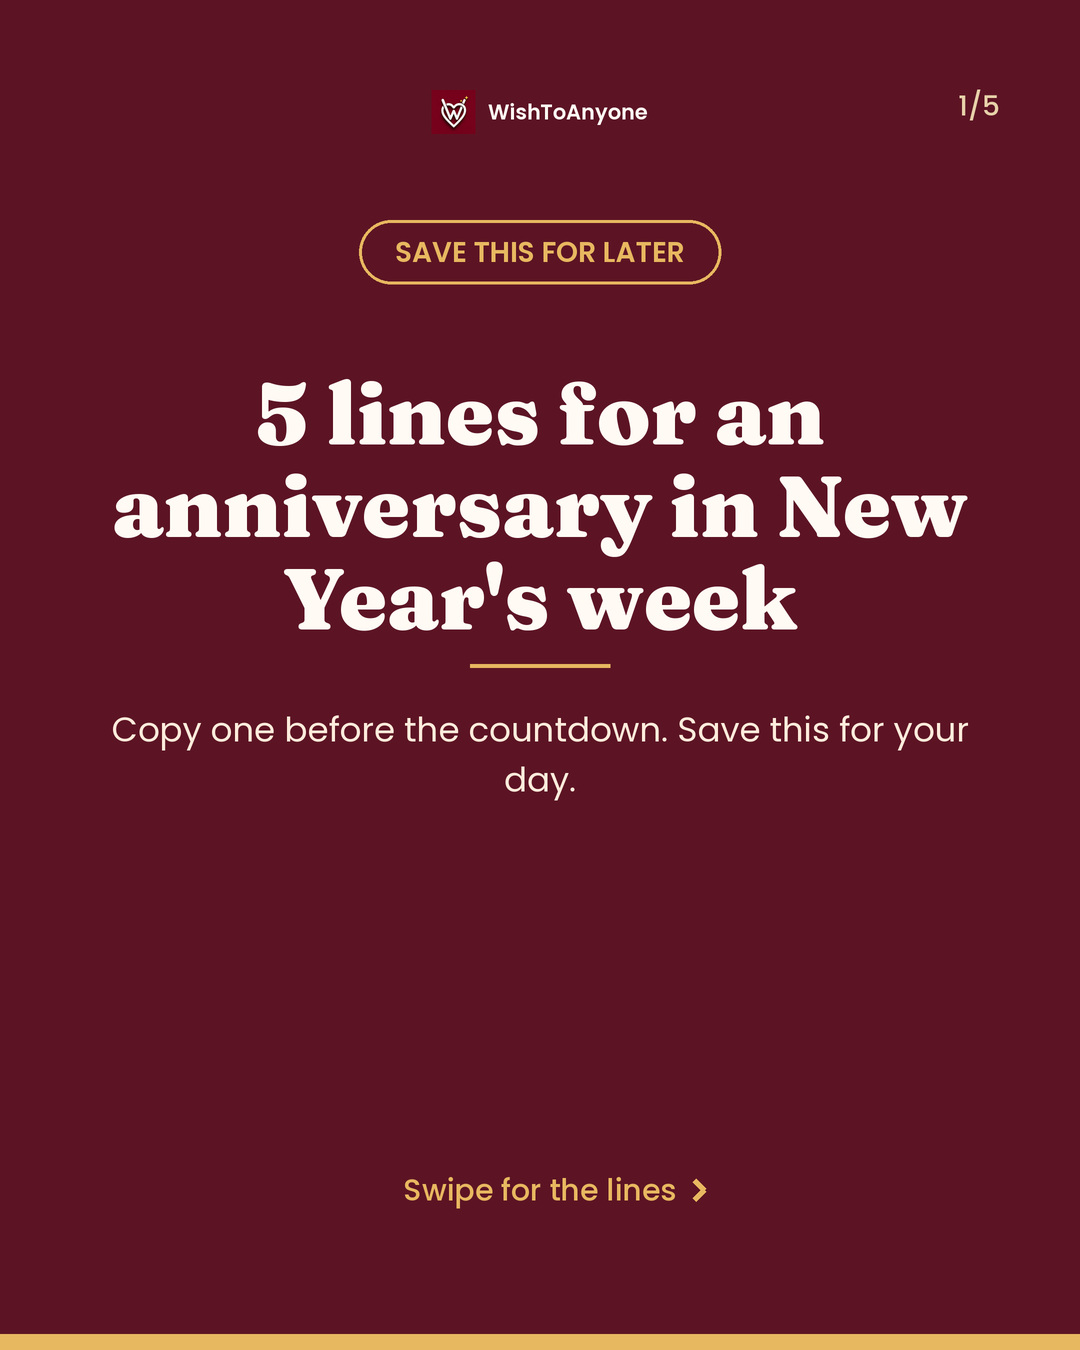 WishToAnyone
1/5
SAVE THIS FOR LATER
5 lines for an
anniversary in New
Year's week
Copy one before the countdown. Save this for your
day.
Swipe for the lines